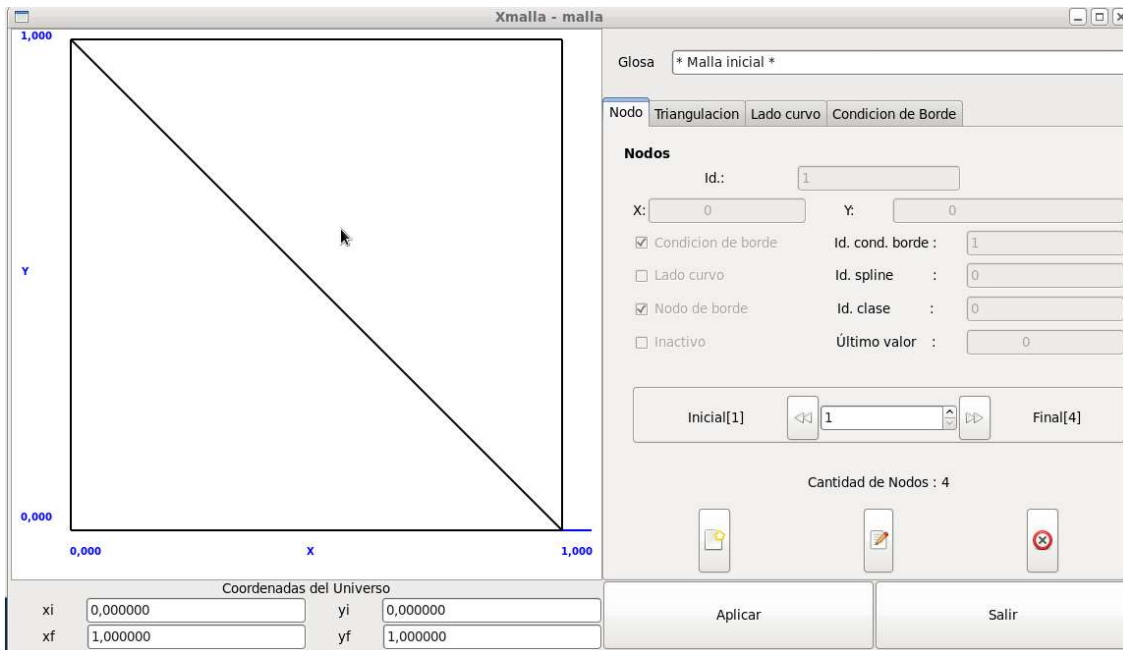 Xmalla - malla
1,000
Y
0,000
0,000 X 1,000
Glosa * Malla inicial *
Nodo Triangulacion Lado curvo Condicion de Borde
Nodos
Id.: 1
X: 0 Y: 0
Condicion de borde Id. cond. borde : 1
Lado curvo Id. spline : 0
Nodo de borde Id. clase : 0
Inactivo Último valor : 0
Inicial[1] 1 Final[4]
Cantidad de Nodos : 4
Coordenadas del Universo
xi 0,000000 yi 0,000000
xf 1,000000 yf 1,000000
Aplicar Salir